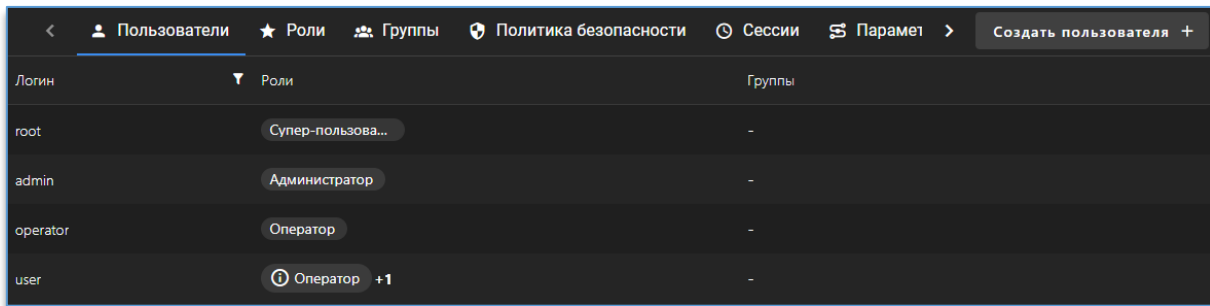 Пользователи Роли Группы Политика безопасности Сессии Парамет Создать пользователя +
Логин Роли Группы
root Супер-пользова... -
admin Администратор -
operator Оператор -
user Оператор +1 -